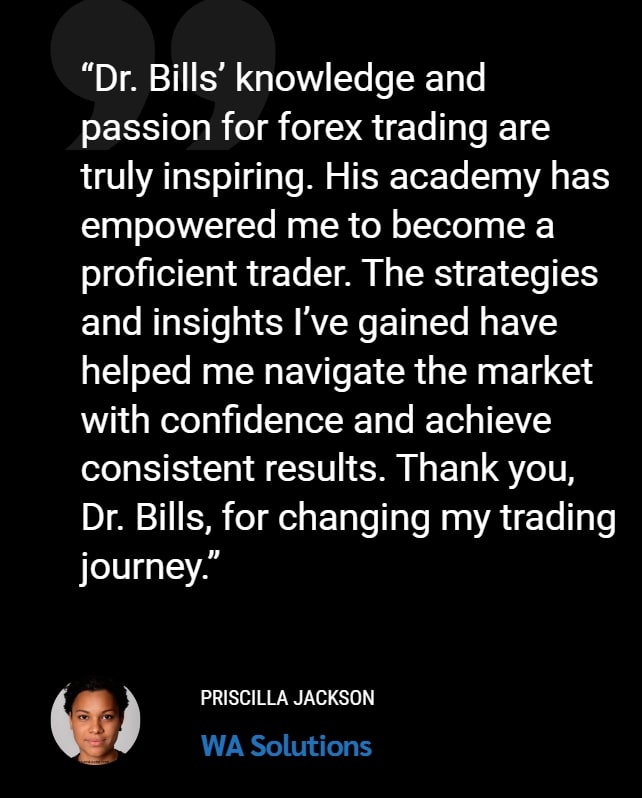 “Dr. Bills’ knowledge and
passion for forex trading are
truly inspiring. His academy has
empowered me to become a
proficient trader. The strategies
and insights I’ve gained have
helped me navigate the market
with confidence and achieve
consistent results. Thank you,
Dr. Bills, for changing my trading
journey.”
PRISCILLA JACKSON
WA Solutions